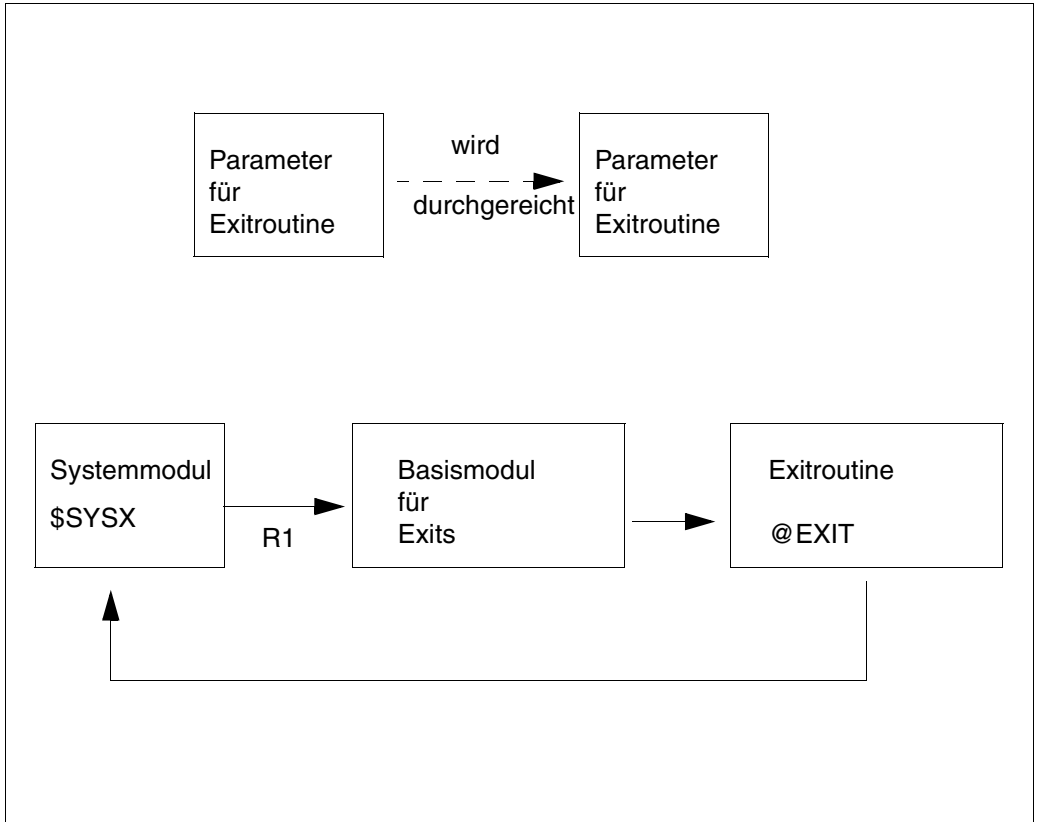 Parameter
für
Exitroutine
wird
durchgereicht
Parameter
für
Exitroutine
Systemmodul
$SYSX
R1
Basismodul
für
Exits
Exitroutine
@EXIT